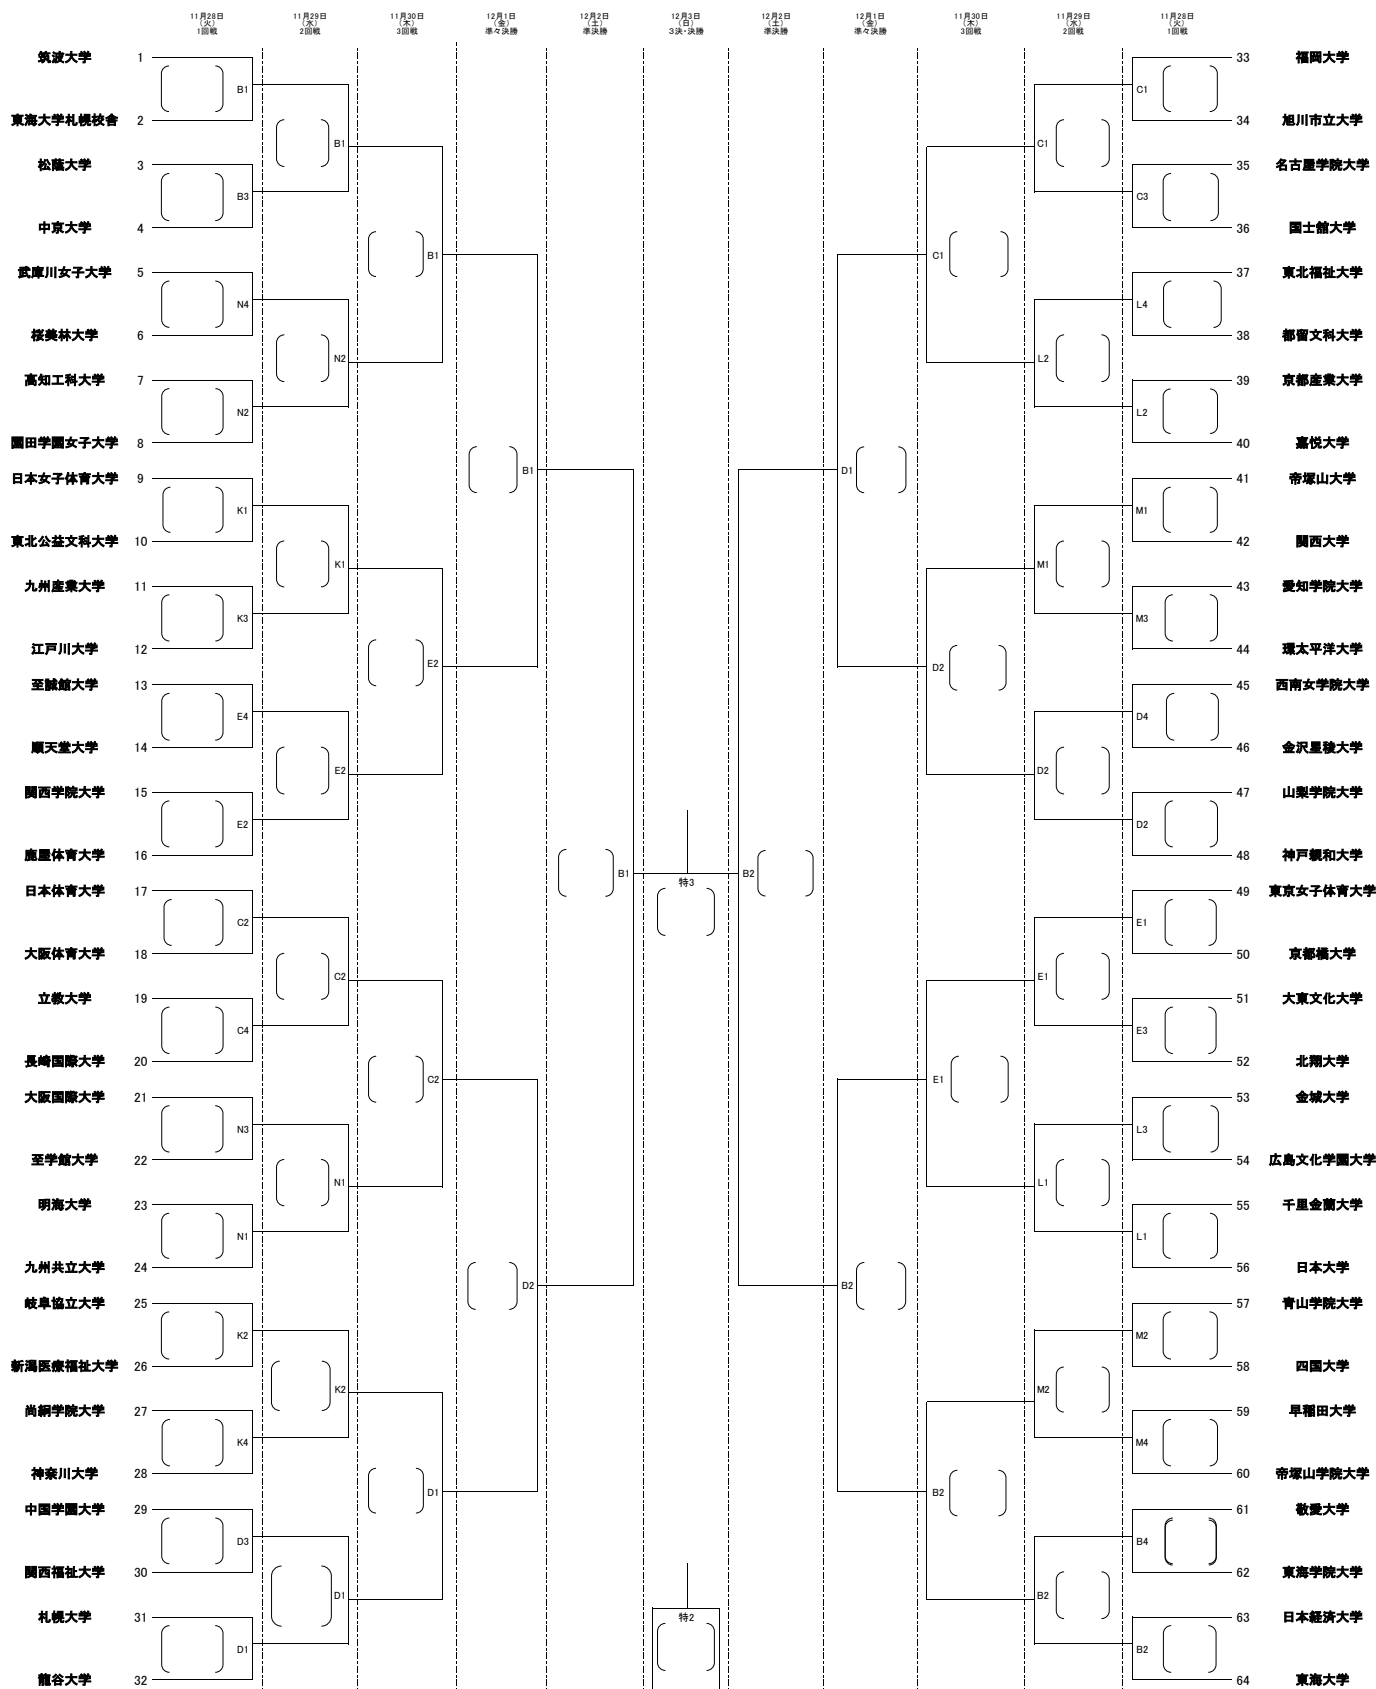 11月28日 11月29日 11月30日 12月1日 12月2日 12月3日 12月2日 12月1日 11月30日 11月29日 11月28日
(火) (水) (木) (金) (土) (日) (土) (金) (木) (水) (火)
1回戦 2回戦 3回戦 準々決勝 準決勝 3決・決勝 準決勝 準々決勝 3回戦 2回戦 1回戦
筑波大学 1 33 福岡大学
B1 C1
東海大学札幌校舎 2 34 旭川市立大学
B1 C1
松蔭大学 3 35 名古屋学院大学
B3 C3
中京大学 4 36 国士舘大学
B1 C1
武庫川女子大学 5 37 東北福祉大学
N4 L4
桜美林大学 6 38 都留文科大学
N2 L2
高知工科大学 7 39 京都産業大学
N2 L2
園田学園女子大学 8 40 嘉悦大学
B1 D1
日本女子体育大学 9 41 帝塚山大学
K1 M1
東北公益文科大学 10 42 関西大学
K1 M1
九州産業大学 11 43 愛知学院大学
K3 M3
江戸川大学 12 44 環太平洋大学
E2 D2
至誠館大学 13 45 西南女学院大学
E4 D4
順天堂大学 14 46 金沢星稜大学
E2 D2
関西学院大学 15 47 山梨学院大学
E2 D2
鹿屋体育大学 16 48 神戸親和大学
B1 特3 B2
日本体育大学 17 49 東京女子体育大学
C2 E1
大阪体育大学 18 50 京都橘大学
C2 E1
立教大学 19 51 大東文化大学
C4 E3
長崎国際大学 20 52 北翔大学
C2 E1
大阪国際大学 21 53 金城大学
N3 L3
至学館大学 22 54 広島文化学園大学
N1 L1
明海大学 23 55 千里金蘭大学
N1 L1
九州共立大学 24 56 日本大学
D2 B2
岐阜協立大学 25 57 青山学院大学
K2 M2
新潟医療福祉大学 26 58 四国大学
K2 M2
尚絅学院大学 27 59 早稲田大学
K4 M4
神奈川大学 28 60 帝塚山学院大学
D1 B2
中国学園大学 29 61 敬愛大学
D3 B4
関西福祉大学 30 62 東海学院大学
D1 B2
札幌大学 31 特2 63 日本経済大学
D1 B2
龍谷大学 32 64 東海大学